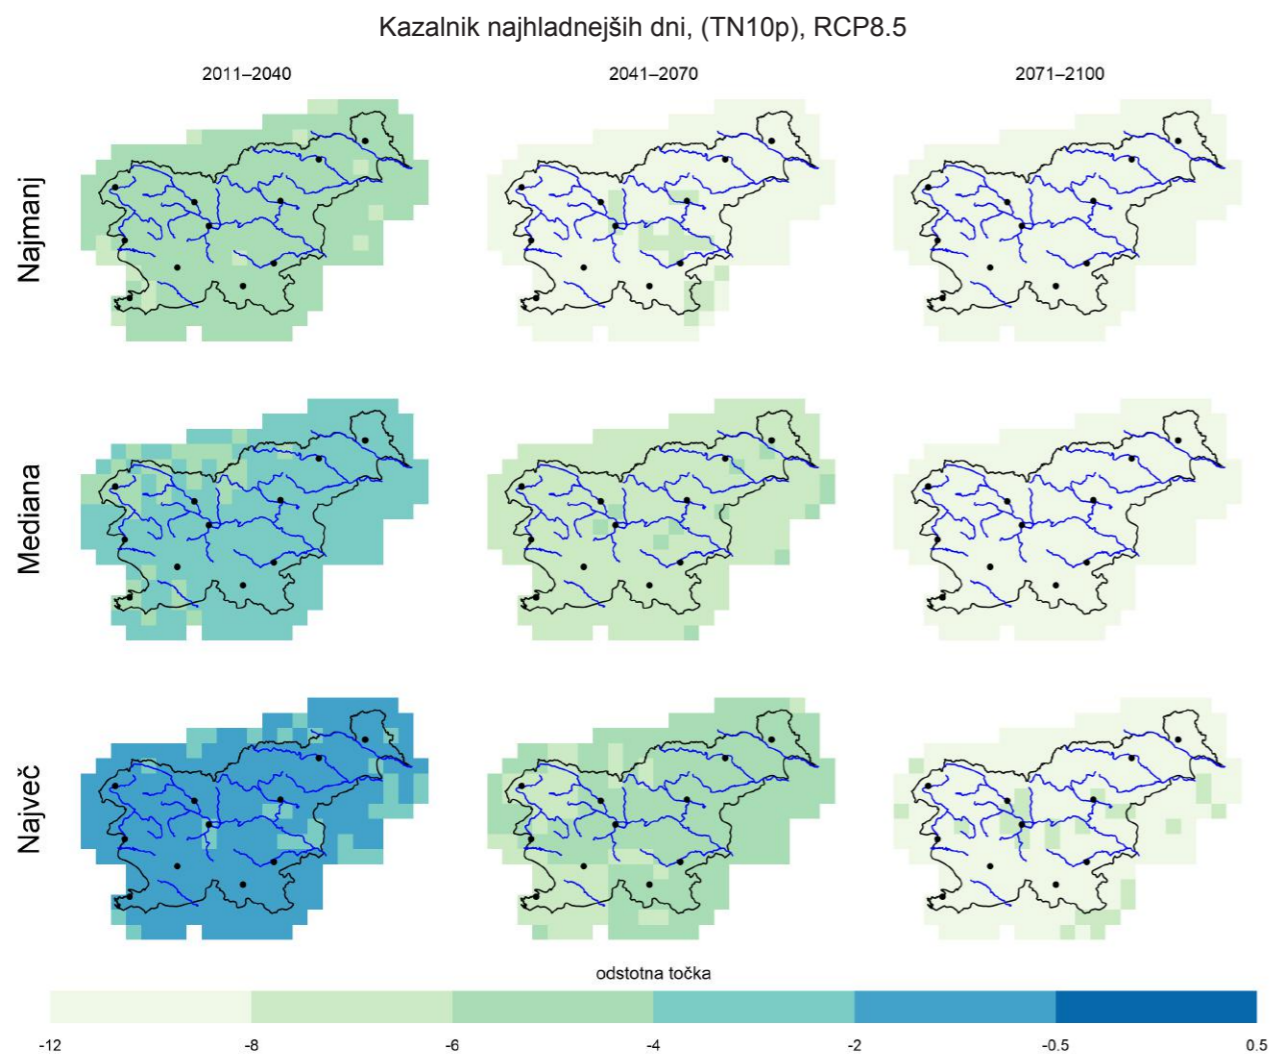 Kazalnik najhladnejših dni, (TN10p), RCP8.5
2011–2040 2041–2070 2071–2100
Najmanj
Mediana
Največ
odstotna točka
-12 -8 -6 -4 -2 -0.5 0.5